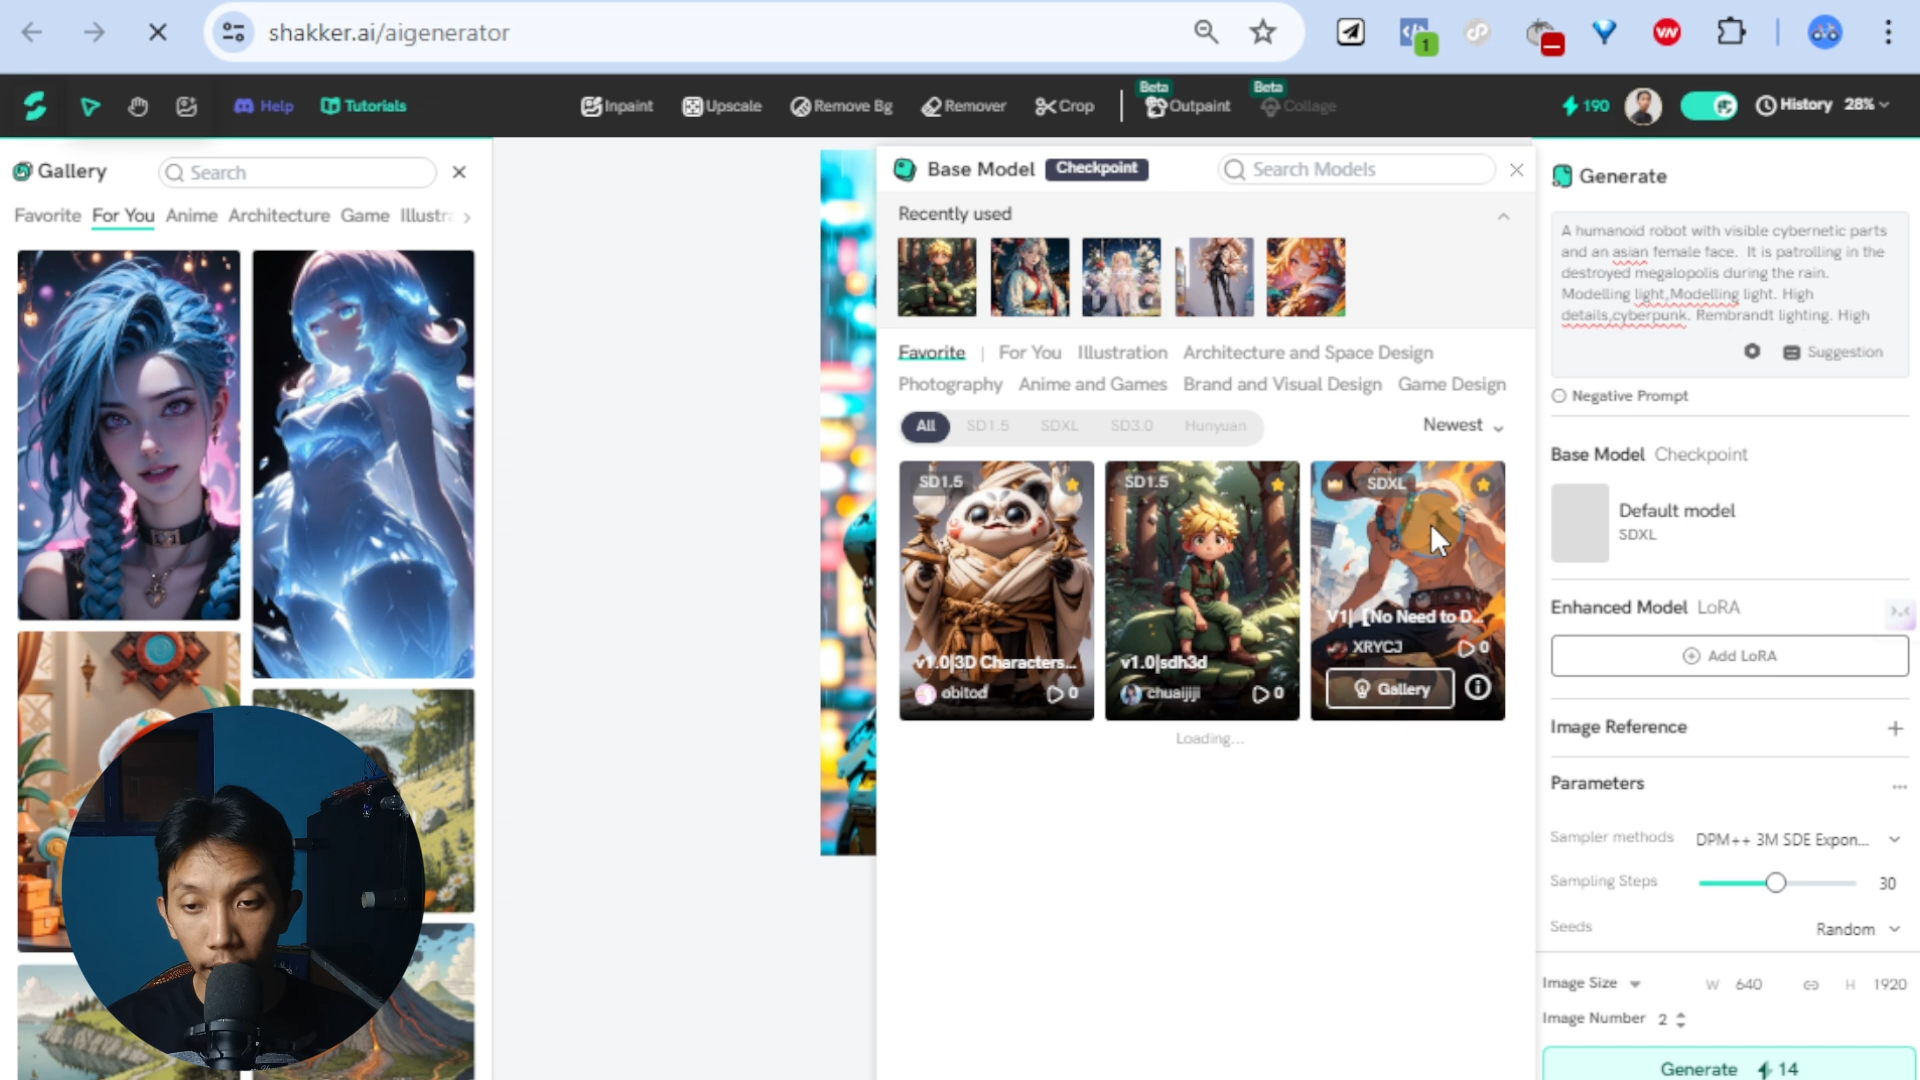 shakker.ai/aigenerator
1
Help
Tutorials
Inpaint
Upscale
Remove Bg
Remover
Crop
Beta
Outpaint
Beta
Collage
190
History
28%
Gallery
Search
Favorite
For You
Anime
Architecture
Game
Illustr
Base Model
Checkpoint
Search Models
Recently used
Favorite | For You Illustration Architecture and Space Design
Photography Anime and Games Brand and Visual Design Game Design
All SD1.5 SDXL SD3.0 Hunyuan
Newest
SD1.5
v1.0|3D Characters...
obitod
0
SD1.5
v1.0|sdh3d
chuaijiji
0
SDXL
V1|【No Need to D...
XRYCJ
0
Gallery
Loading...
Generate
A humanoid robot with visible cybernetic parts
and an asian female face. It is patrolling in the
destroyed megalopolis during the rain.
Modelling light,Modelling light. High
details,cyberpunk. Rembrandt lighting. High
Suggestion
Negative Prompt
Base Model Checkpoint
Default model
SDXL
Enhanced Model LoRA
Add LoRA
Image Reference
Parameters
Sampler methods DPM++ 3M SDE Expon...
Sampling Steps 30
Seeds Random
Image Size W 640 H 1920
Image Number 2
Generate 14